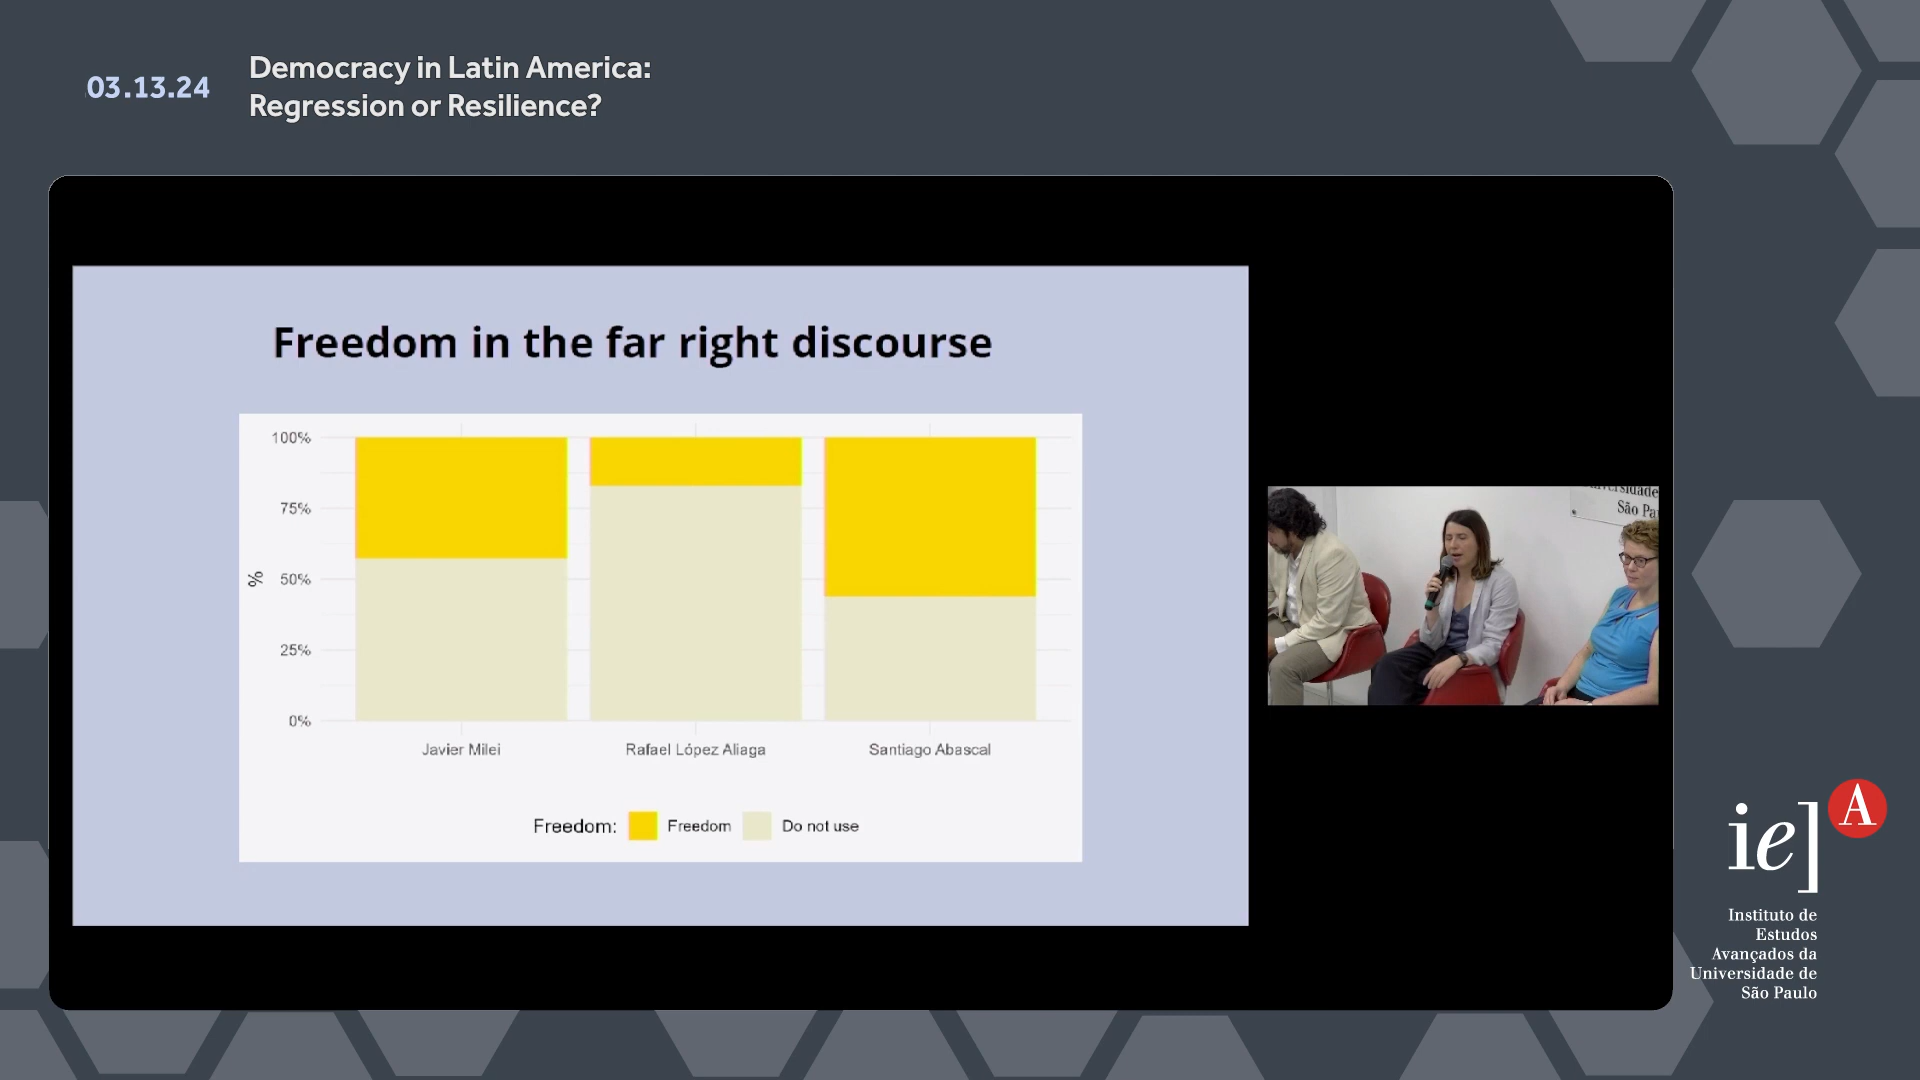 03.13.24
Democracy in Latin America:
Regression or Resilience?
Freedom in the far right discourse
100%
75%
50%
25%
0%
%
Javier Milei
Rafael López Aliaga
Santiago Abascal
Freedom:
Freedom
Do not use
São Pa
ie]A
Instituto de
Estudos
Avançados da
Universidade de
São Paulo